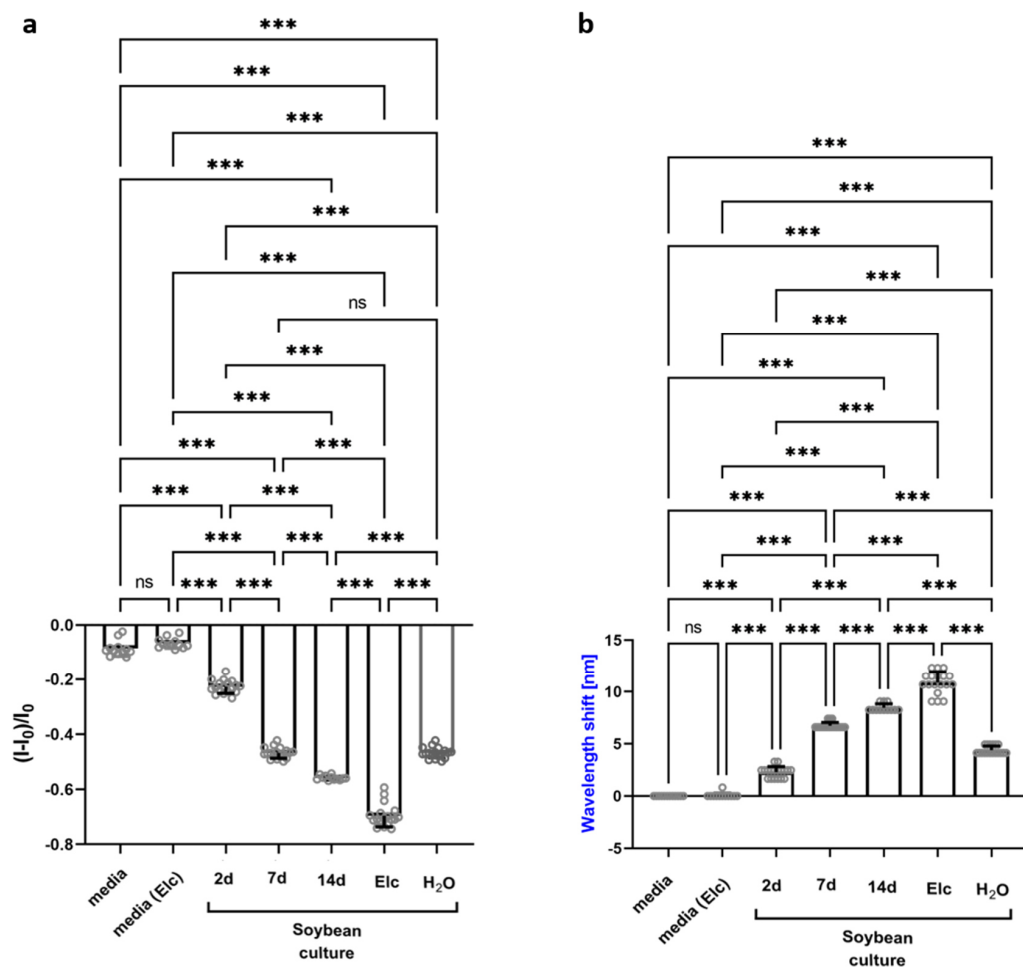 a
***
***
***
***
***
***
ns
***
***
*** ***
*** ***
*** *** ***
ns *** *** *** ***
(I-I₀)/I₀
0.0
-0.2
-0.4
-0.6
-0.8
media media (Elc) 2d 7d 14d Elc H₂O
Soybean
culture
b
***
***
***
***
***
***
***
***
*** ***
*** ***
*** *** ***
ns *** *** *** *** ***
Wavelength shift [nm]
15
10
5
0
-5
media media (Elc) 2d 7d 14d Elc H₂O
Soybean
culture